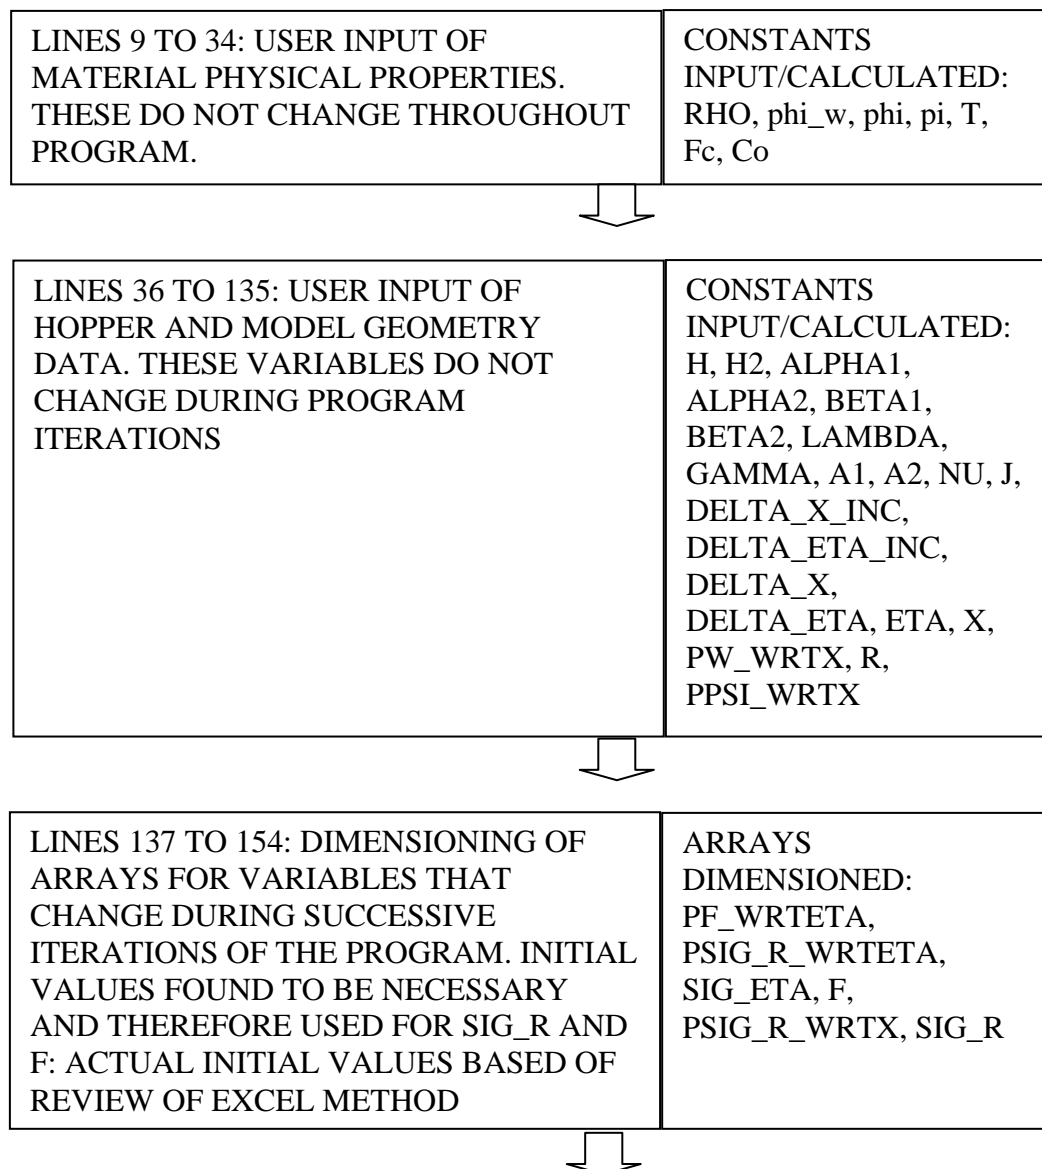 LINES 9 TO 34: USER INPUT OF
MATERIAL PHYSICAL PROPERTIES.
THESE DO NOT CHANGE THROUGHOUT
PROGRAM.
CONSTANTS
INPUT/CALCULATED:
RHO, phi_w, phi, pi, T,
Fc, Co
LINES 36 TO 135: USER INPUT OF
HOPPER AND MODEL GEOMETRY
DATA. THESE VARIABLES DO NOT
CHANGE DURING PROGRAM
ITERATIONS
CONSTANTS
INPUT/CALCULATED:
H, H2, ALPHA1,
ALPHA2, BETA1,
BETA2, LAMBDA,
GAMMA, A1, A2, NU, J,
DELTA_X_INC,
DELTA_ETA_INC,
DELTA_X,
DELTA_ETA, ETA, X,
PW_WRTX, R,
PPSI_WRTX
LINES 137 TO 154: DIMENSIONING OF
ARRAYS FOR VARIABLES THAT
CHANGE DURING SUCCESSIVE
ITERATIONS OF THE PROGRAM. INITIAL
VALUES FOUND TO BE NECESSARY
AND THEREFORE USED FOR SIG_R AND
F: ACTUAL INITIAL VALUES BASED OF
REVIEW OF EXCEL METHOD
ARRAYS
DIMENSIONED:
PF_WRTETA,
PSIG_R_WRTETA,
SIG_ETA, F,
PSIG_R_WRTX, SIG_R